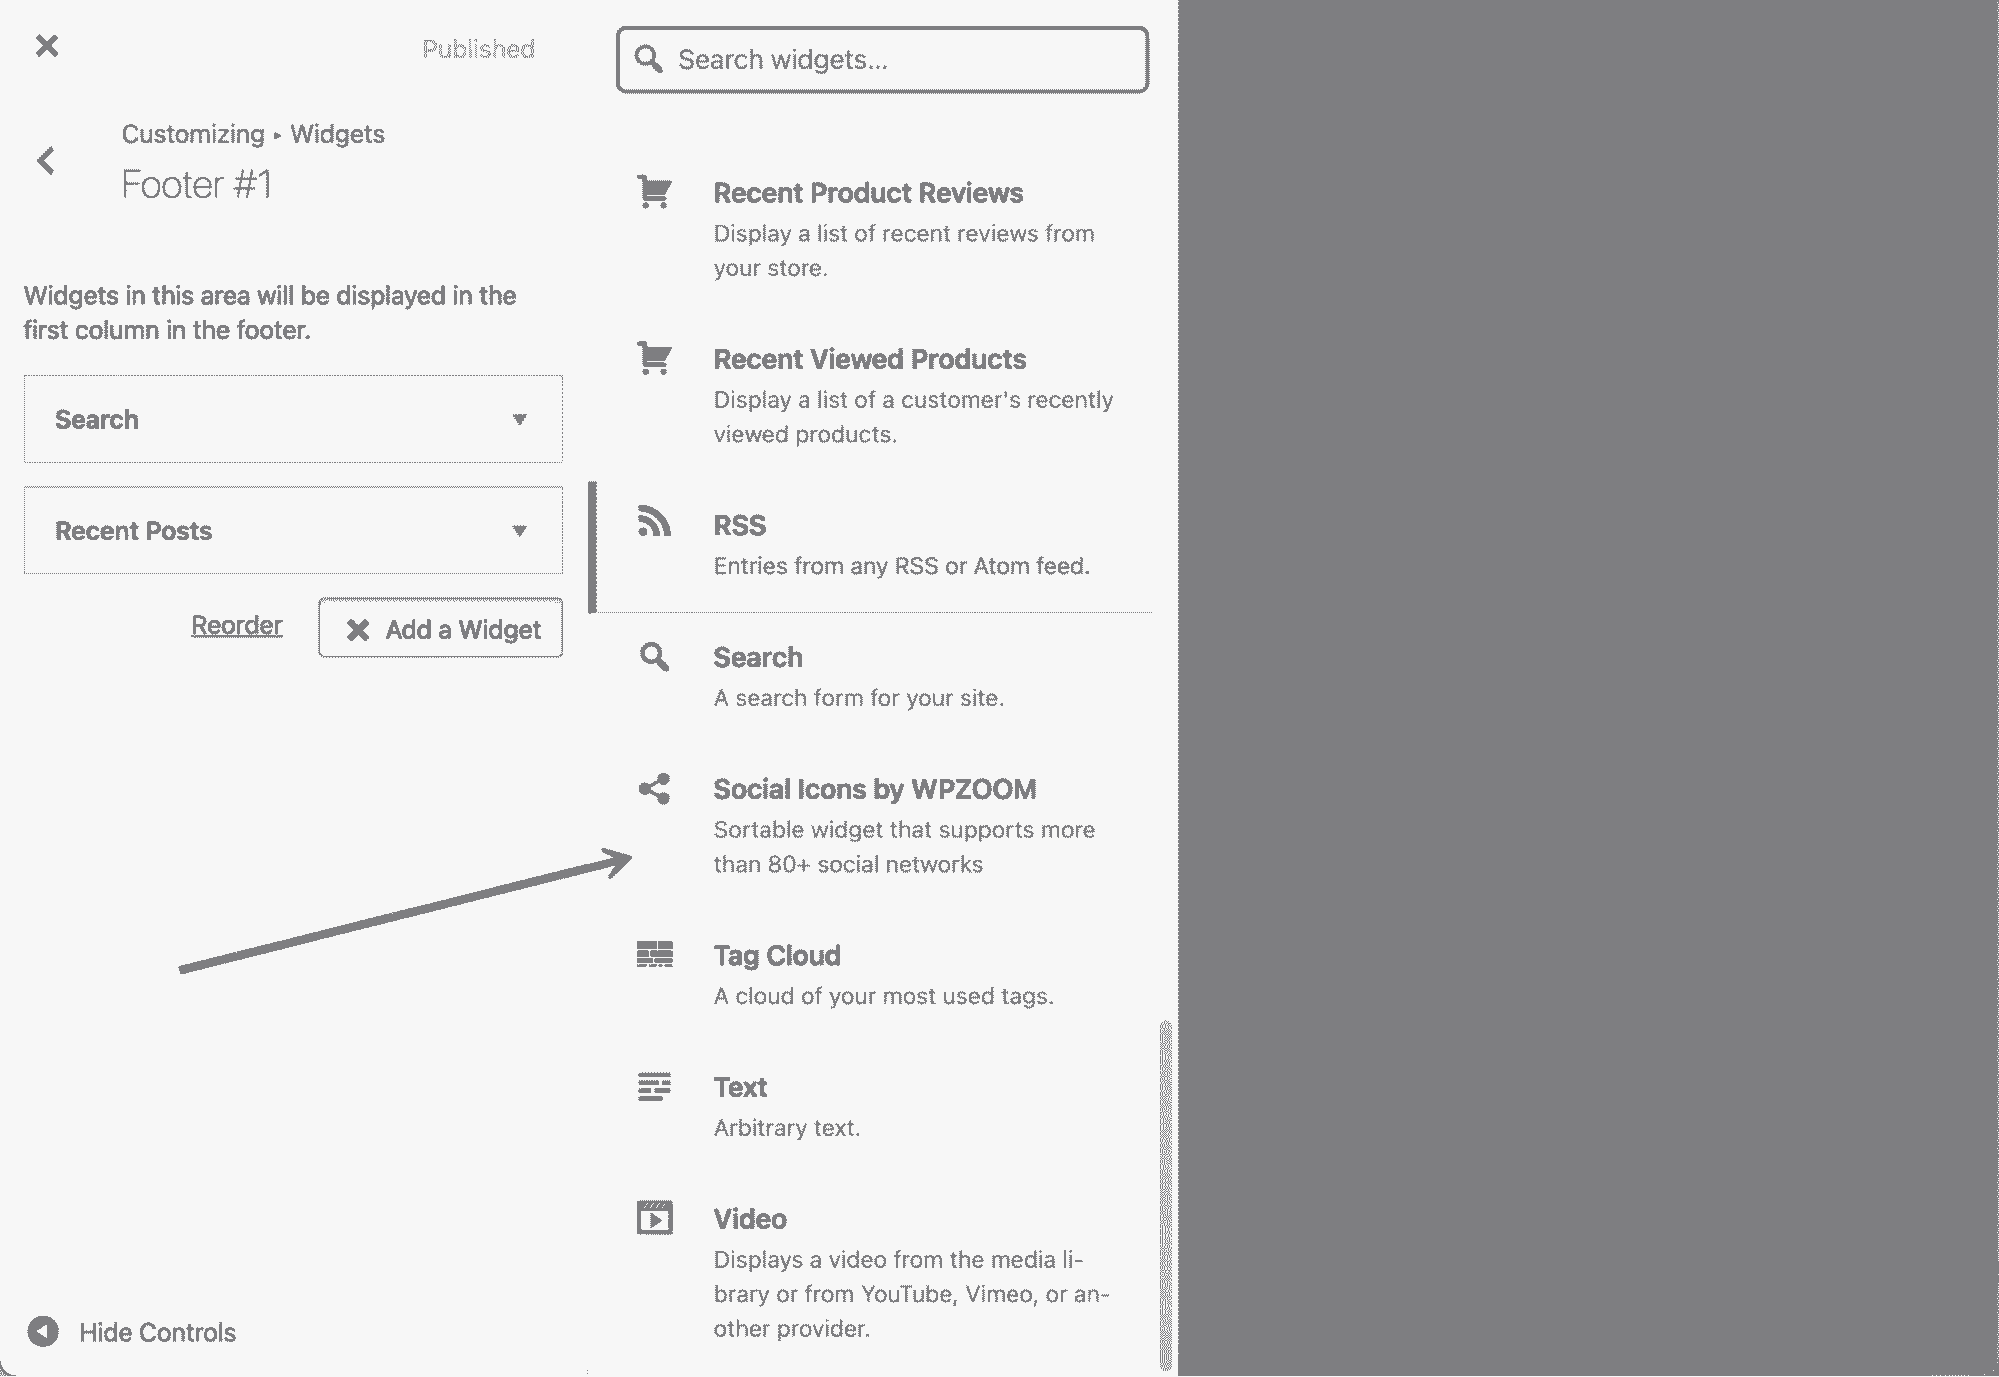 Published
Customizing ▸ Widgets
Footer #1
Widgets in this area will be displayed in the
first column in the footer.
Search
Recent Posts
Reorder
Add a Widget
Hide Controls
Search widgets...
Recent Product Reviews
Display a list of recent reviews from
your store.
Recent Viewed Products
Display a list of a customer's recently
viewed products.
RSS
Entries from any RSS or Atom feed.
Search
A search form for your site.
Social Icons by WPZOOM
Sortable widget that supports more
than 80+ social networks
Tag Cloud
A cloud of your most used tags.
Text
Arbitrary text.
Video
Displays a video from the media li-
brary or from YouTube, Vimeo, or an-
other provider.